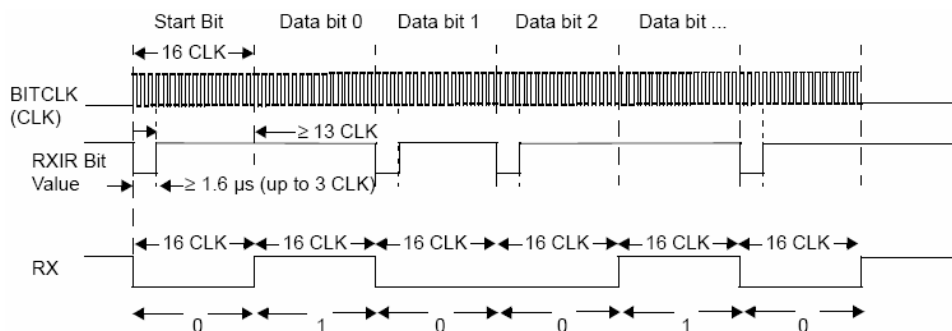 Start Bit Data bit 0 Data bit 1 Data bit 2 Data bit ...
16 CLK
BITCLK
(CLK)
≥ 13 CLK
RXIR Bit
Value
≥ 1.6 μs (up to 3 CLK)
16 CLK 16 CLK 16 CLK 16 CLK 16 CLK 16 CLK
RX
0 1 0 0 1 0